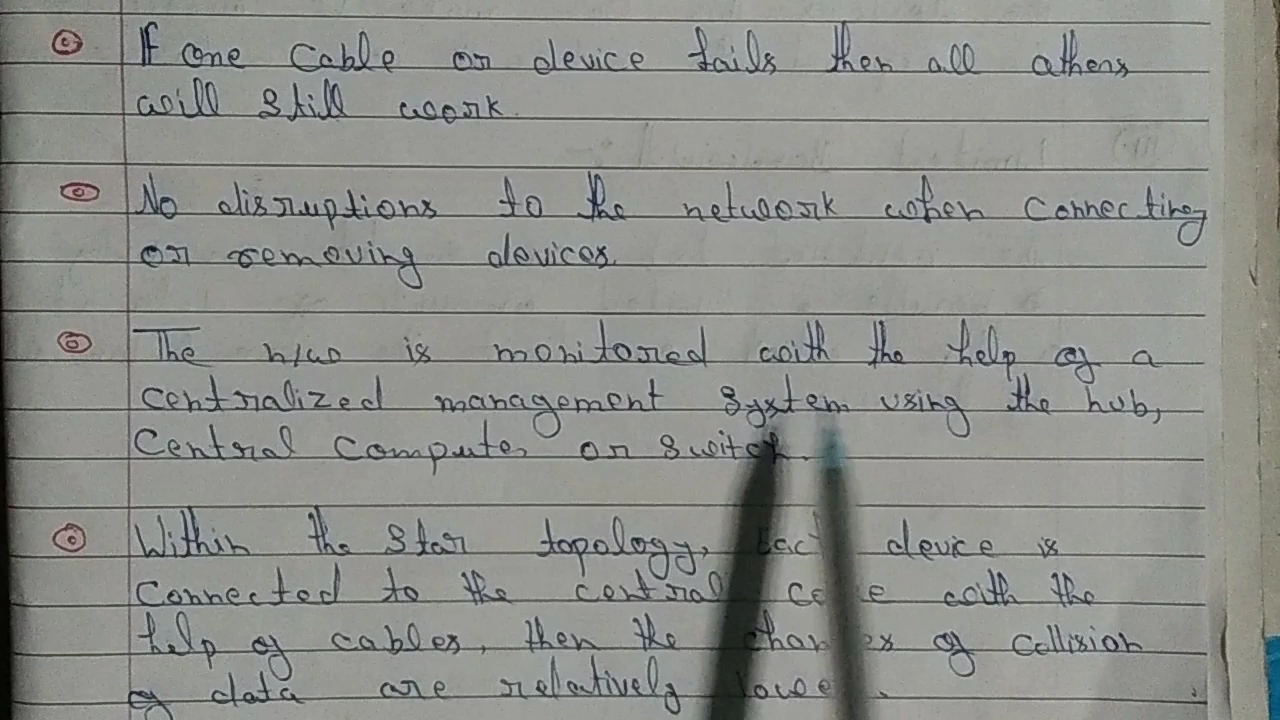 If one cable or device fails then all others
will still work.
No disruptions to the network when connecting
or removing devices.
The n/w is monitored with the help of a
centralized management system using the hub,
central computer or switch.
Within the star topology, each device is
connected to the central core with the
help of cables, then the chances of collision
of data are relatively lower.